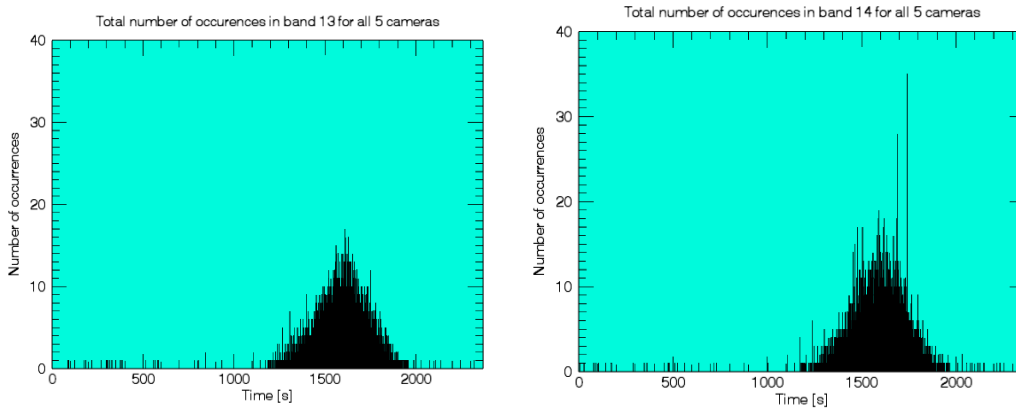 Total number of occurences in band 13 for all 5 cameras
40
30
20
10
0
Number of occurrences
0 500 1000 1500 2000
Time [s]
Total number of occurences in band 14 for all 5 cameras
40
30
20
10
0
Number of occurrences
0 500 1000 1500 2000
Time [s]